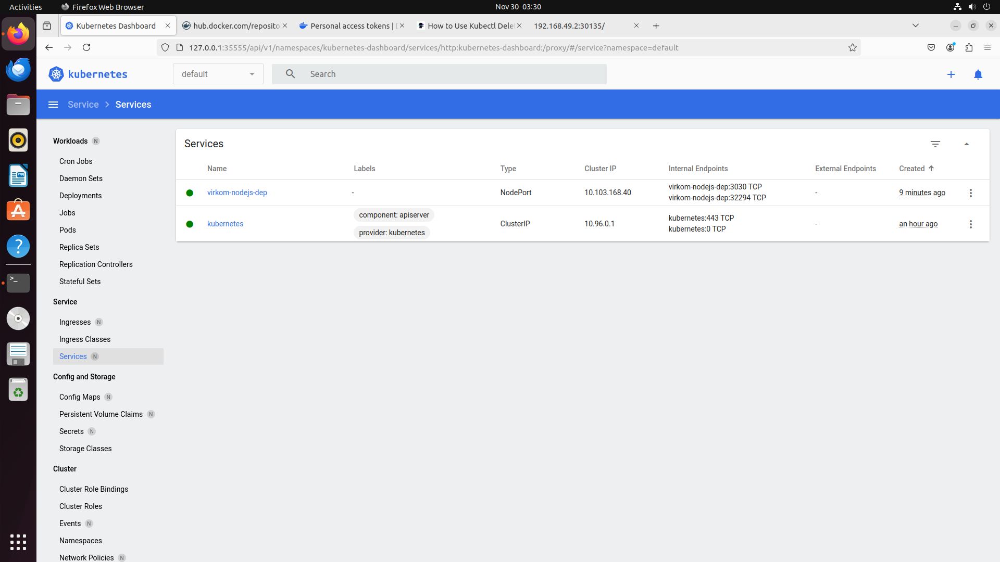 Activities
Firefox Web Browser
Nov 30 03:30
Kubernetes Dashboard
hub.docker.com/reposito
Personal access tokens |
How to Use Kubectl Dele
192.168.49.2:30135/
127.0.0.1:35555/api/v1/namespaces/kubernetes-dashboard/services/http:kubernetes-dashboard:/proxy/#/service?namespace=default
kubernetes
default
Search
Service
Services
Workloads N
Cron Jobs
Daemon Sets
Deployments
Jobs
Pods
Replica Sets
Replication Controllers
Stateful Sets
Service
Ingresses N
Ingress Classes
Services N
Config and Storage
Config Maps N
Persistent Volume Claims N
Secrets N
Storage Classes
Cluster
Cluster Role Bindings
Cluster Roles
Events N
Namespaces
Network Policies N
Services
Name Labels Type Cluster IP Internal Endpoints External Endpoints Created
virkom-nodejs-dep - NodePort 10.103.168.40 virkom-nodejs-dep:3030 TCP - 9 minutes ago
virkom-nodejs-dep:32294 TCP
kubernetes component: apiserver ClusterIP 10.96.0.1 kubernetes:443 TCP - an hour ago
provider: kubernetes kubernetes:0 TCP